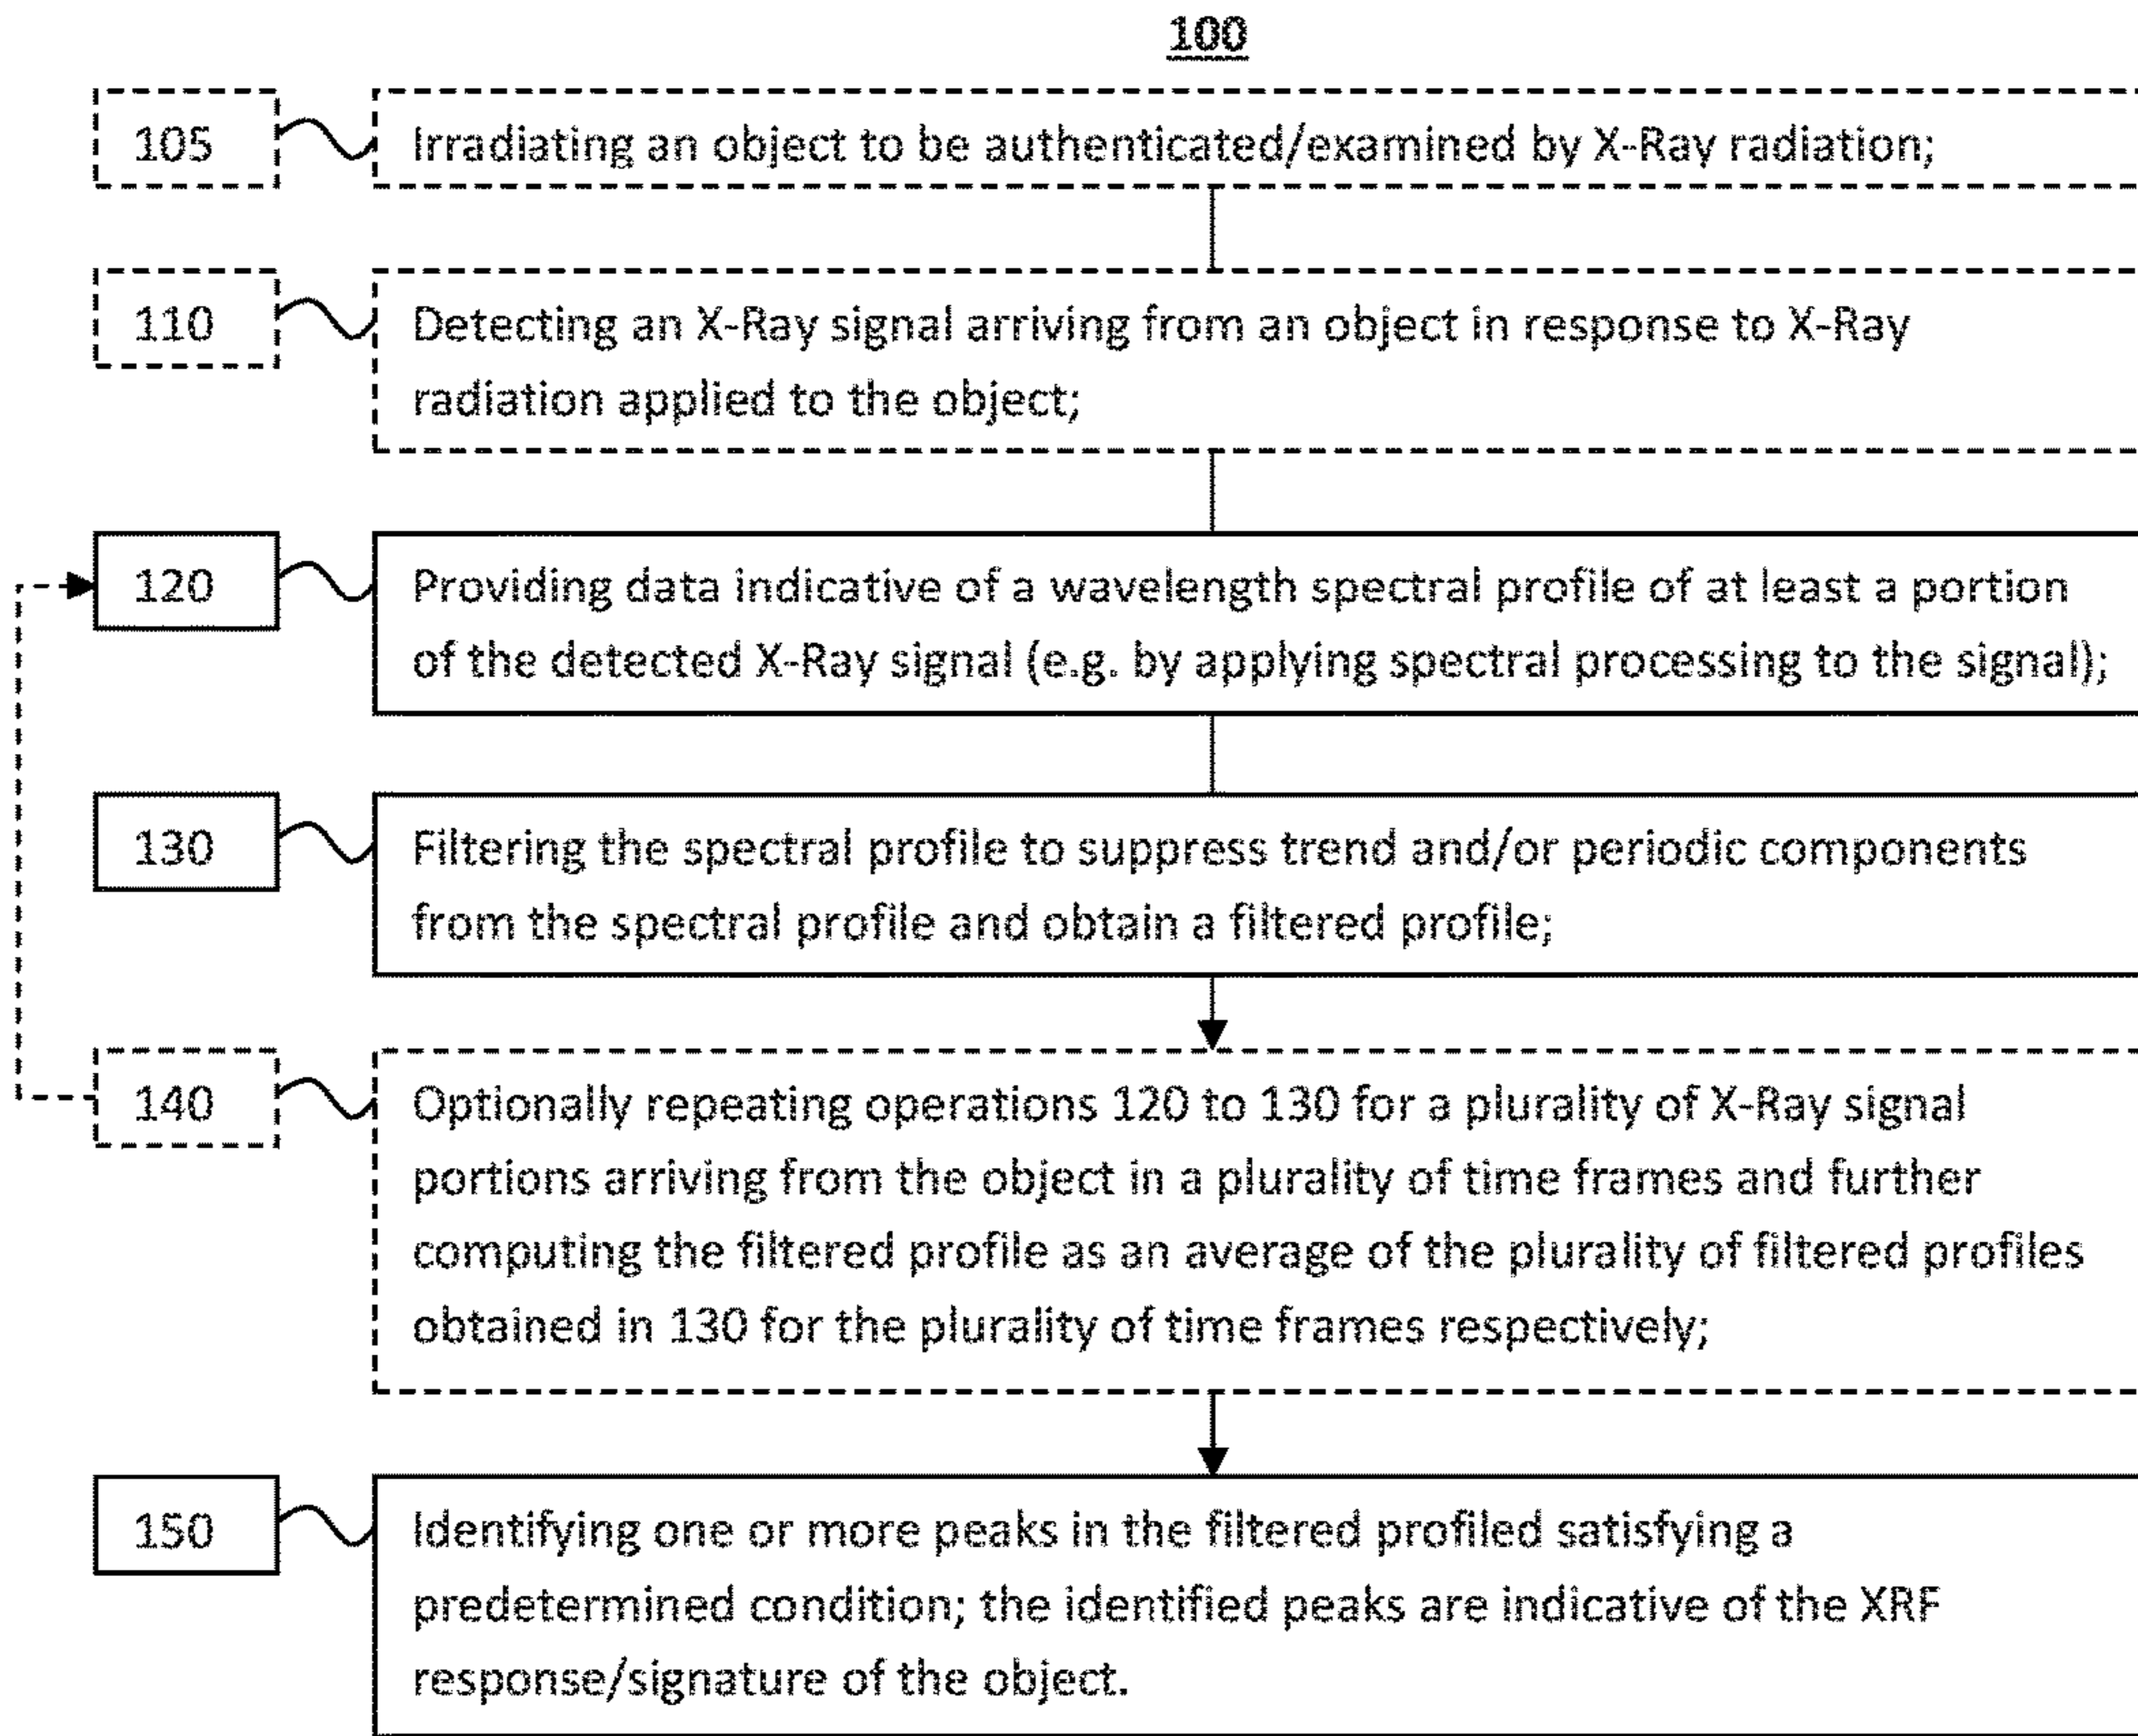 100
105
Irradiating an object to be authenticated/examined by X-Ray radiation;
110
Detecting an X-Ray signal arriving from an object in response to X-Ray
radiation applied to the object;
120
Providing data indicative of a wavelength spectral profile of at least a portion
of the detected X-Ray signal (e.g. by applying spectral processing to the signal);
130
Filtering the spectral profile to suppress trend and/or periodic components
from the spectral profile and obtain a filtered profile;
140
Optionally repeating operations 120 to 130 for a plurality of X-Ray signal
portions arriving from the object in a plurality of time frames and further
computing the filtered profile as an average of the plurality of filtered profiles
obtained in 130 for the plurality of time frames respectively;
150
Identifying one or more peaks in the filtered profiled satisfying a
predetermined condition; the identified peaks are indicative of the XRF
response/signature of the object.